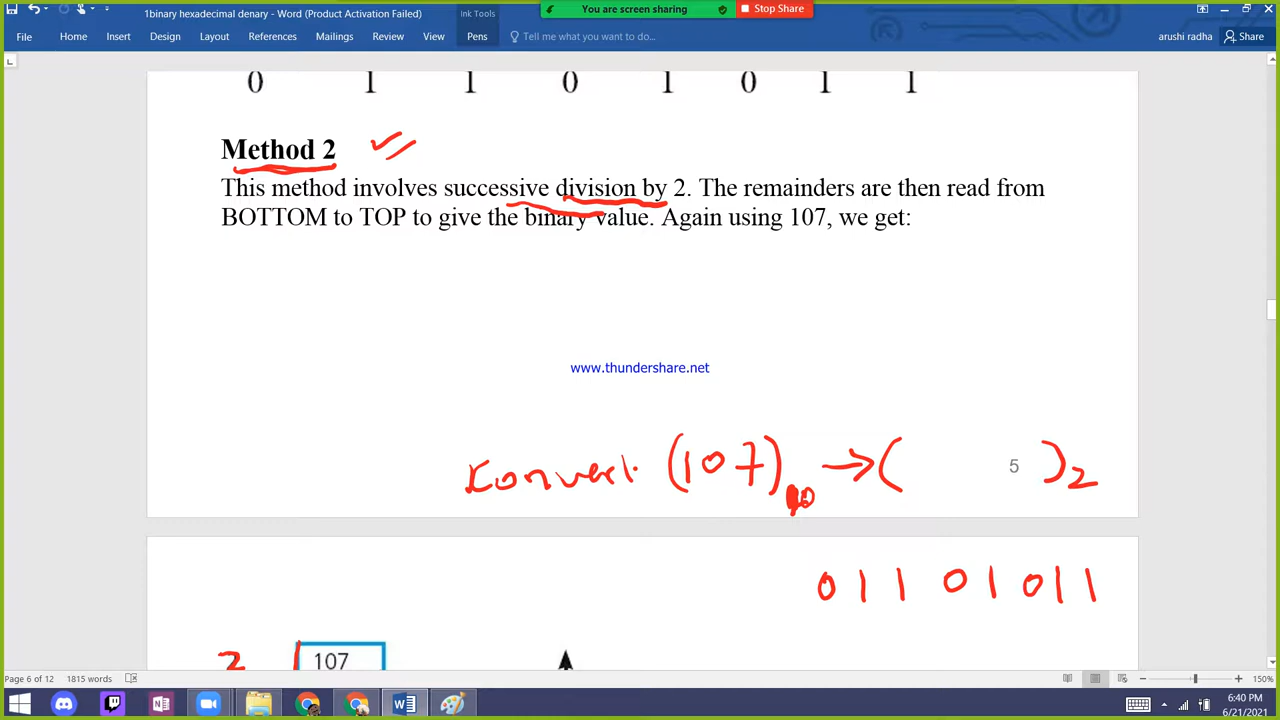 1binary hexadecimal denary - Word (Product Activation Failed)
Ink Tools
You are screen sharing
Stop Share
File Home Insert Design Layout References Mailings Review View Pens Tell me what you want to do... arushi radha Share
0 1 1 0 1 0 1 1
Method 2
This method involves successive division by 2. The remainders are then read from
BOTTOM to TOP to give the binary value. Again using 107, we get:
www.thundershare.net
Convert (107)10 → ( )2
5
0 1 1 0 1 0 1 1
2 107
Page 6 of 12 1815 words 150%
6:40 PM
6/21/2021